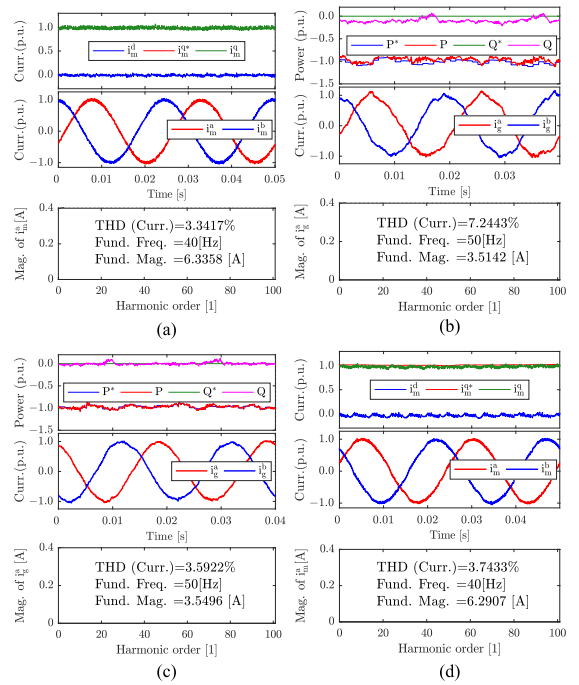 Curr.(p.u.)
1.0
0.5
0.0
i_m^d i_m^q* i_m^q
Curr.(p.u.)
1.0
0.0
−1.0
i_m^a i_m^b
0 0.01 0.02 0.03 0.04 0.05
Time [s]
Mag. of i_m^a[A]
0.4
0.2
0
THD (Curr.)=3.3417%
Fund. Freq. =40[Hz]
Fund. Mag. =6.3358 [A]
0 20 40 60 80 100
Harmonic order [1]
(a)
Power (p.u.)
0.0
−0.5
−1.0
−1.5
P* P Q* Q
Curr.(p.u.)
1.0
0.0
−1.0
i_g^a i_g^b
0 0.01 0.02 0.03
Time [s]
Mag. of i_g^a [A]
0.4
0.2
0
THD (Curr.)=7.2443%
Fund. Freq. =50[Hz]
Fund. Mag. =3.5142 [A]
0 20 40 60 80 100
Harmonic order [1]
(b)
Power (p.u.)
0.0
−0.5
−1.0
−1.5
P* P Q* Q
Curr.(p.u.)
1.0
0.0
−1.0
i_g^a i_g^b
0 0.01 0.02 0.03 0.04
Time [s]
Mag. of i_g^a [A]
0.4
0.2
0
THD (Curr.)=3.5922%
Fund. Freq. =50[Hz]
Fund. Mag. =3.5496 [A]
0 20 40 60 80 100
Harmonic order [1]
(c)
Curr.(p.u.)
1.0
0.5
0.0
i_m^d i_m^q* i_m^q
Curr.(p.u.)
1.0
0.0
−1.0
i_m^a i_m^b
0 0.01 0.02 0.03 0.04
Time [s]
Mag. of i_m^a[A]
0.4
0.2
0
THD (Curr.)=3.7433%
Fund. Freq. =40[Hz]
Fund. Mag. =6.2907 [A]
0 20 40 60 80 100
Harmonic order [1]
(d)